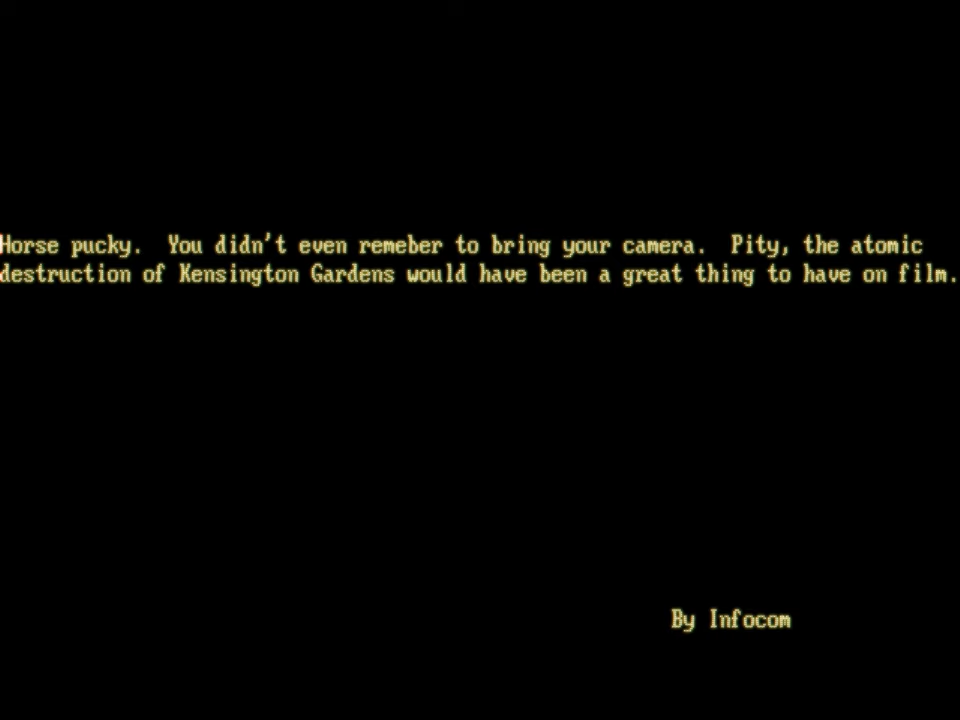 Horse pucky.  You didn't even remeber to bring your camera.  Pity, the atomic
destruction of Kensington Gardens would have been a great thing to have on film.
By Infocom